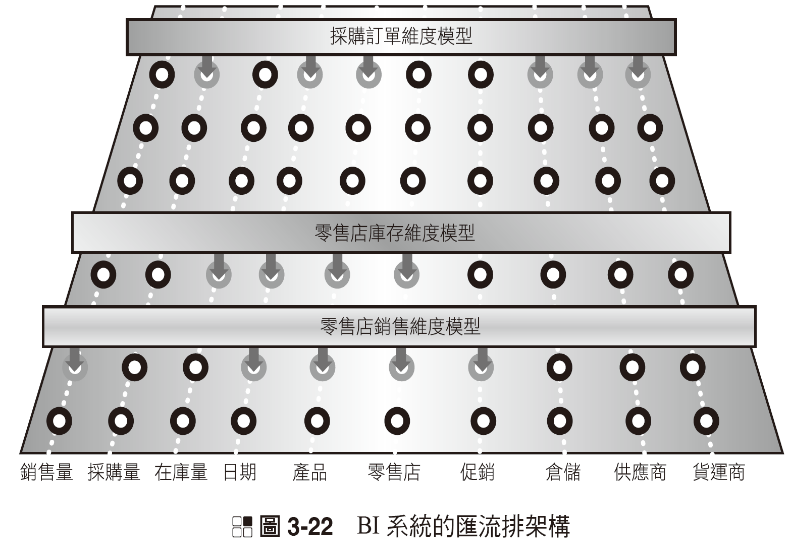 採購訂單維度模型
零售店庫存維度模型
零售店銷售維度模型
銷售量 採購量 在庫量 日期 產品 零售店 促銷 倉儲 供應商 貨運商
圖 3-22 BI 系統的匯流排架構